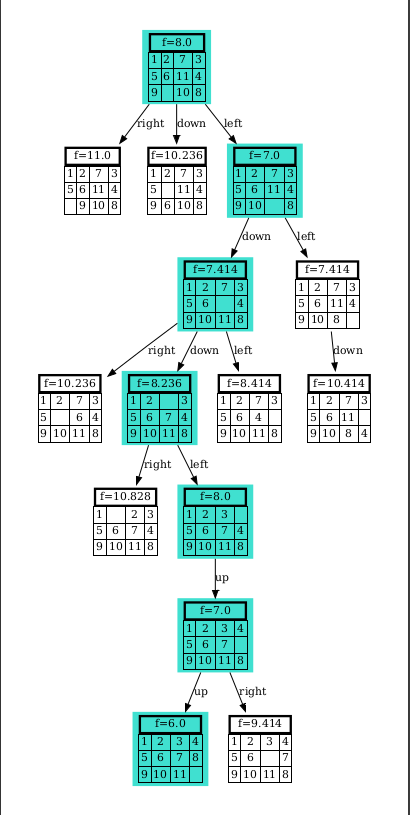 f=8.0
1 2 7 3
5 6 11 4
9 10 8
right down left
f=11.0 f=10.236 f=7.0
1 2 7 3 1 2 7 3 1 2 7 3
5 6 11 4 5 11 4 5 6 11 4
9 10 8 9 6 10 8 9 10 8
down left
f=7.414 f=7.414
1 2 7 3 1 2 7 3
5 6 4 5 6 11 4
9 10 11 8 9 10 8
right down left down
f=10.236 f=8.236 f=8.414 f=10.414
1 2 7 3 1 2 3 1 2 7 3 1 2 7 3
5 6 4 5 6 7 4 5 6 4 5 6 11
9 10 11 8 9 10 11 8 9 10 11 8 9 10 8 4
right left
f=10.828 f=8.0
1 2 3 1 2 3
5 6 7 4 5 6 7 4
9 10 11 8 9 10 11 8
up
f=7.0
1 2 3 4
5 6 7
9 10 11 8
up right
f=6.0 f=9.414
1 2 3 4 1 2 3 4
5 6 7 8 5 6 7
9 10 11 9 10 11 8